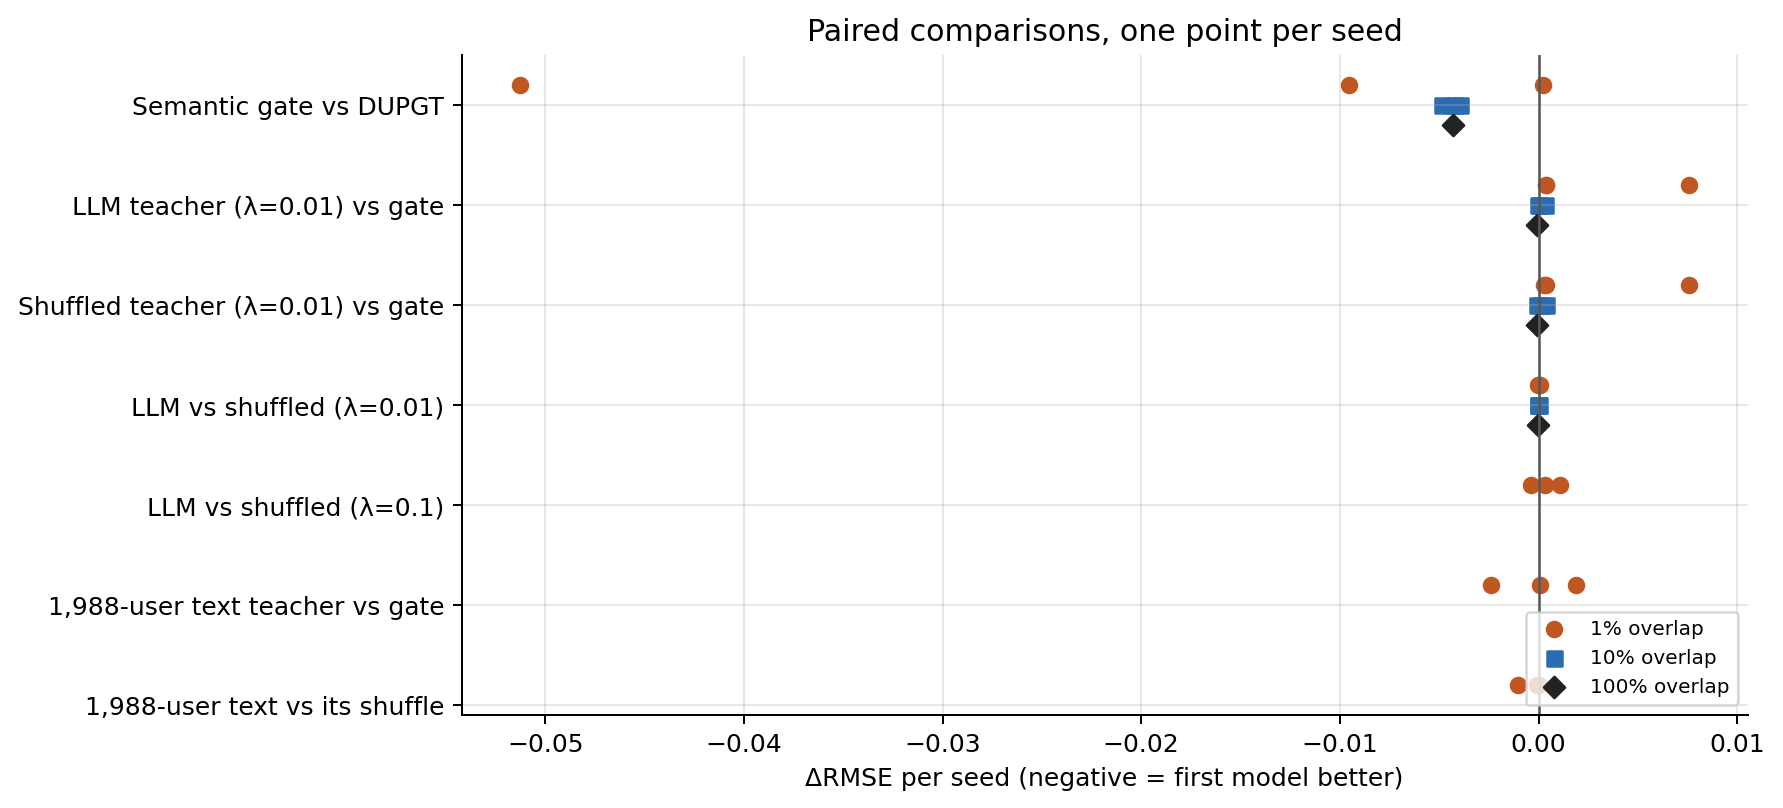 Paired comparisons, one point per seed
Semantic gate vs DUPGT
LLM teacher (λ=0.01) vs gate
Shuffled teacher (λ=0.01) vs gate
LLM vs shuffled (λ=0.01)
LLM vs shuffled (λ=0.1)
1,988-user text teacher vs gate
1,988-user text vs its shuffle
1% overlap
10% overlap
100% overlap
−0.05 −0.04 −0.03 −0.02 −0.01 0.00 0.01
ΔRMSE per seed (negative = first model better)